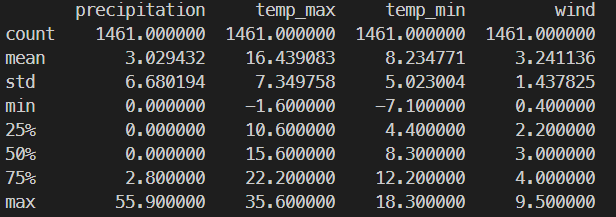 precipitation temp_max temp_min wind
count 1461.000000 1461.000000 1461.000000 1461.000000
mean 3.029432 16.439083 8.234771 3.241136
std 6.680194 7.349758 5.023004 1.437825
min 0.000000 −1.600000 −7.100000 0.400000
25% 0.000000 10.600000 4.400000 2.200000
50% 0.000000 15.600000 8.300000 3.000000
75% 2.800000 22.200000 12.200000 4.000000
max 55.900000 35.600000 18.300000 9.500000